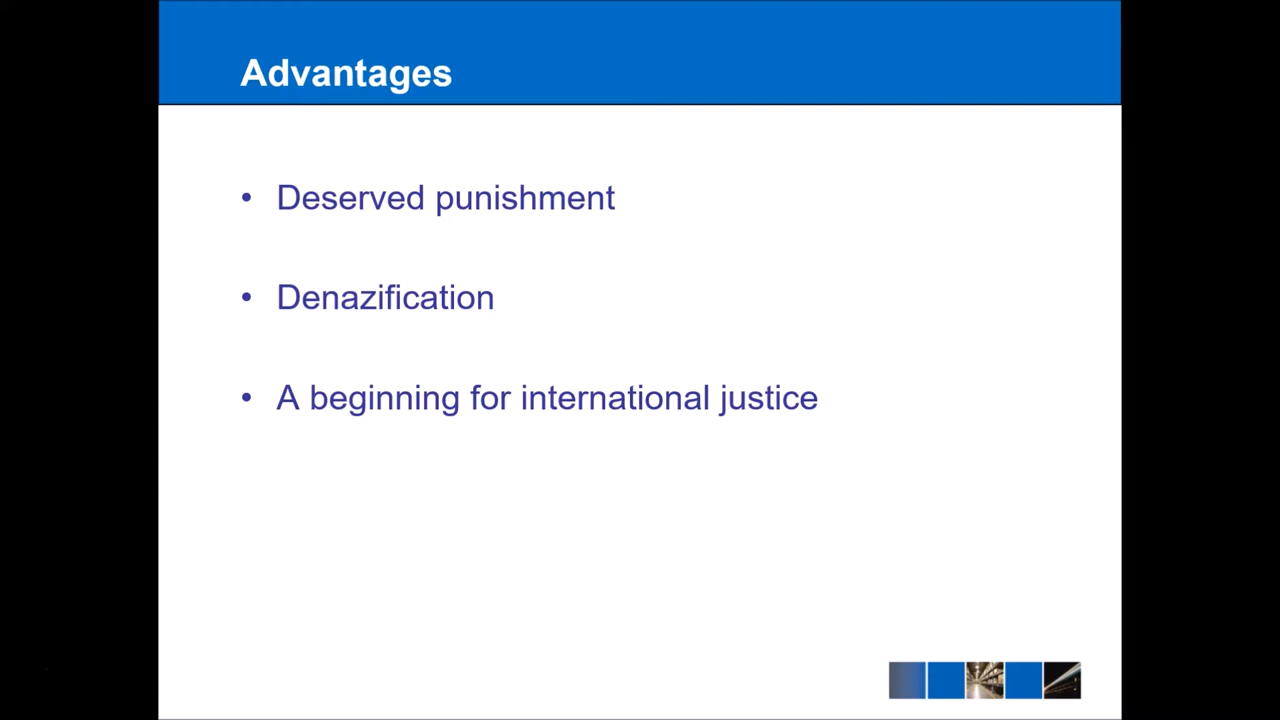 Advantages
• Deserved punishment
• Denazification
• A beginning for international justice